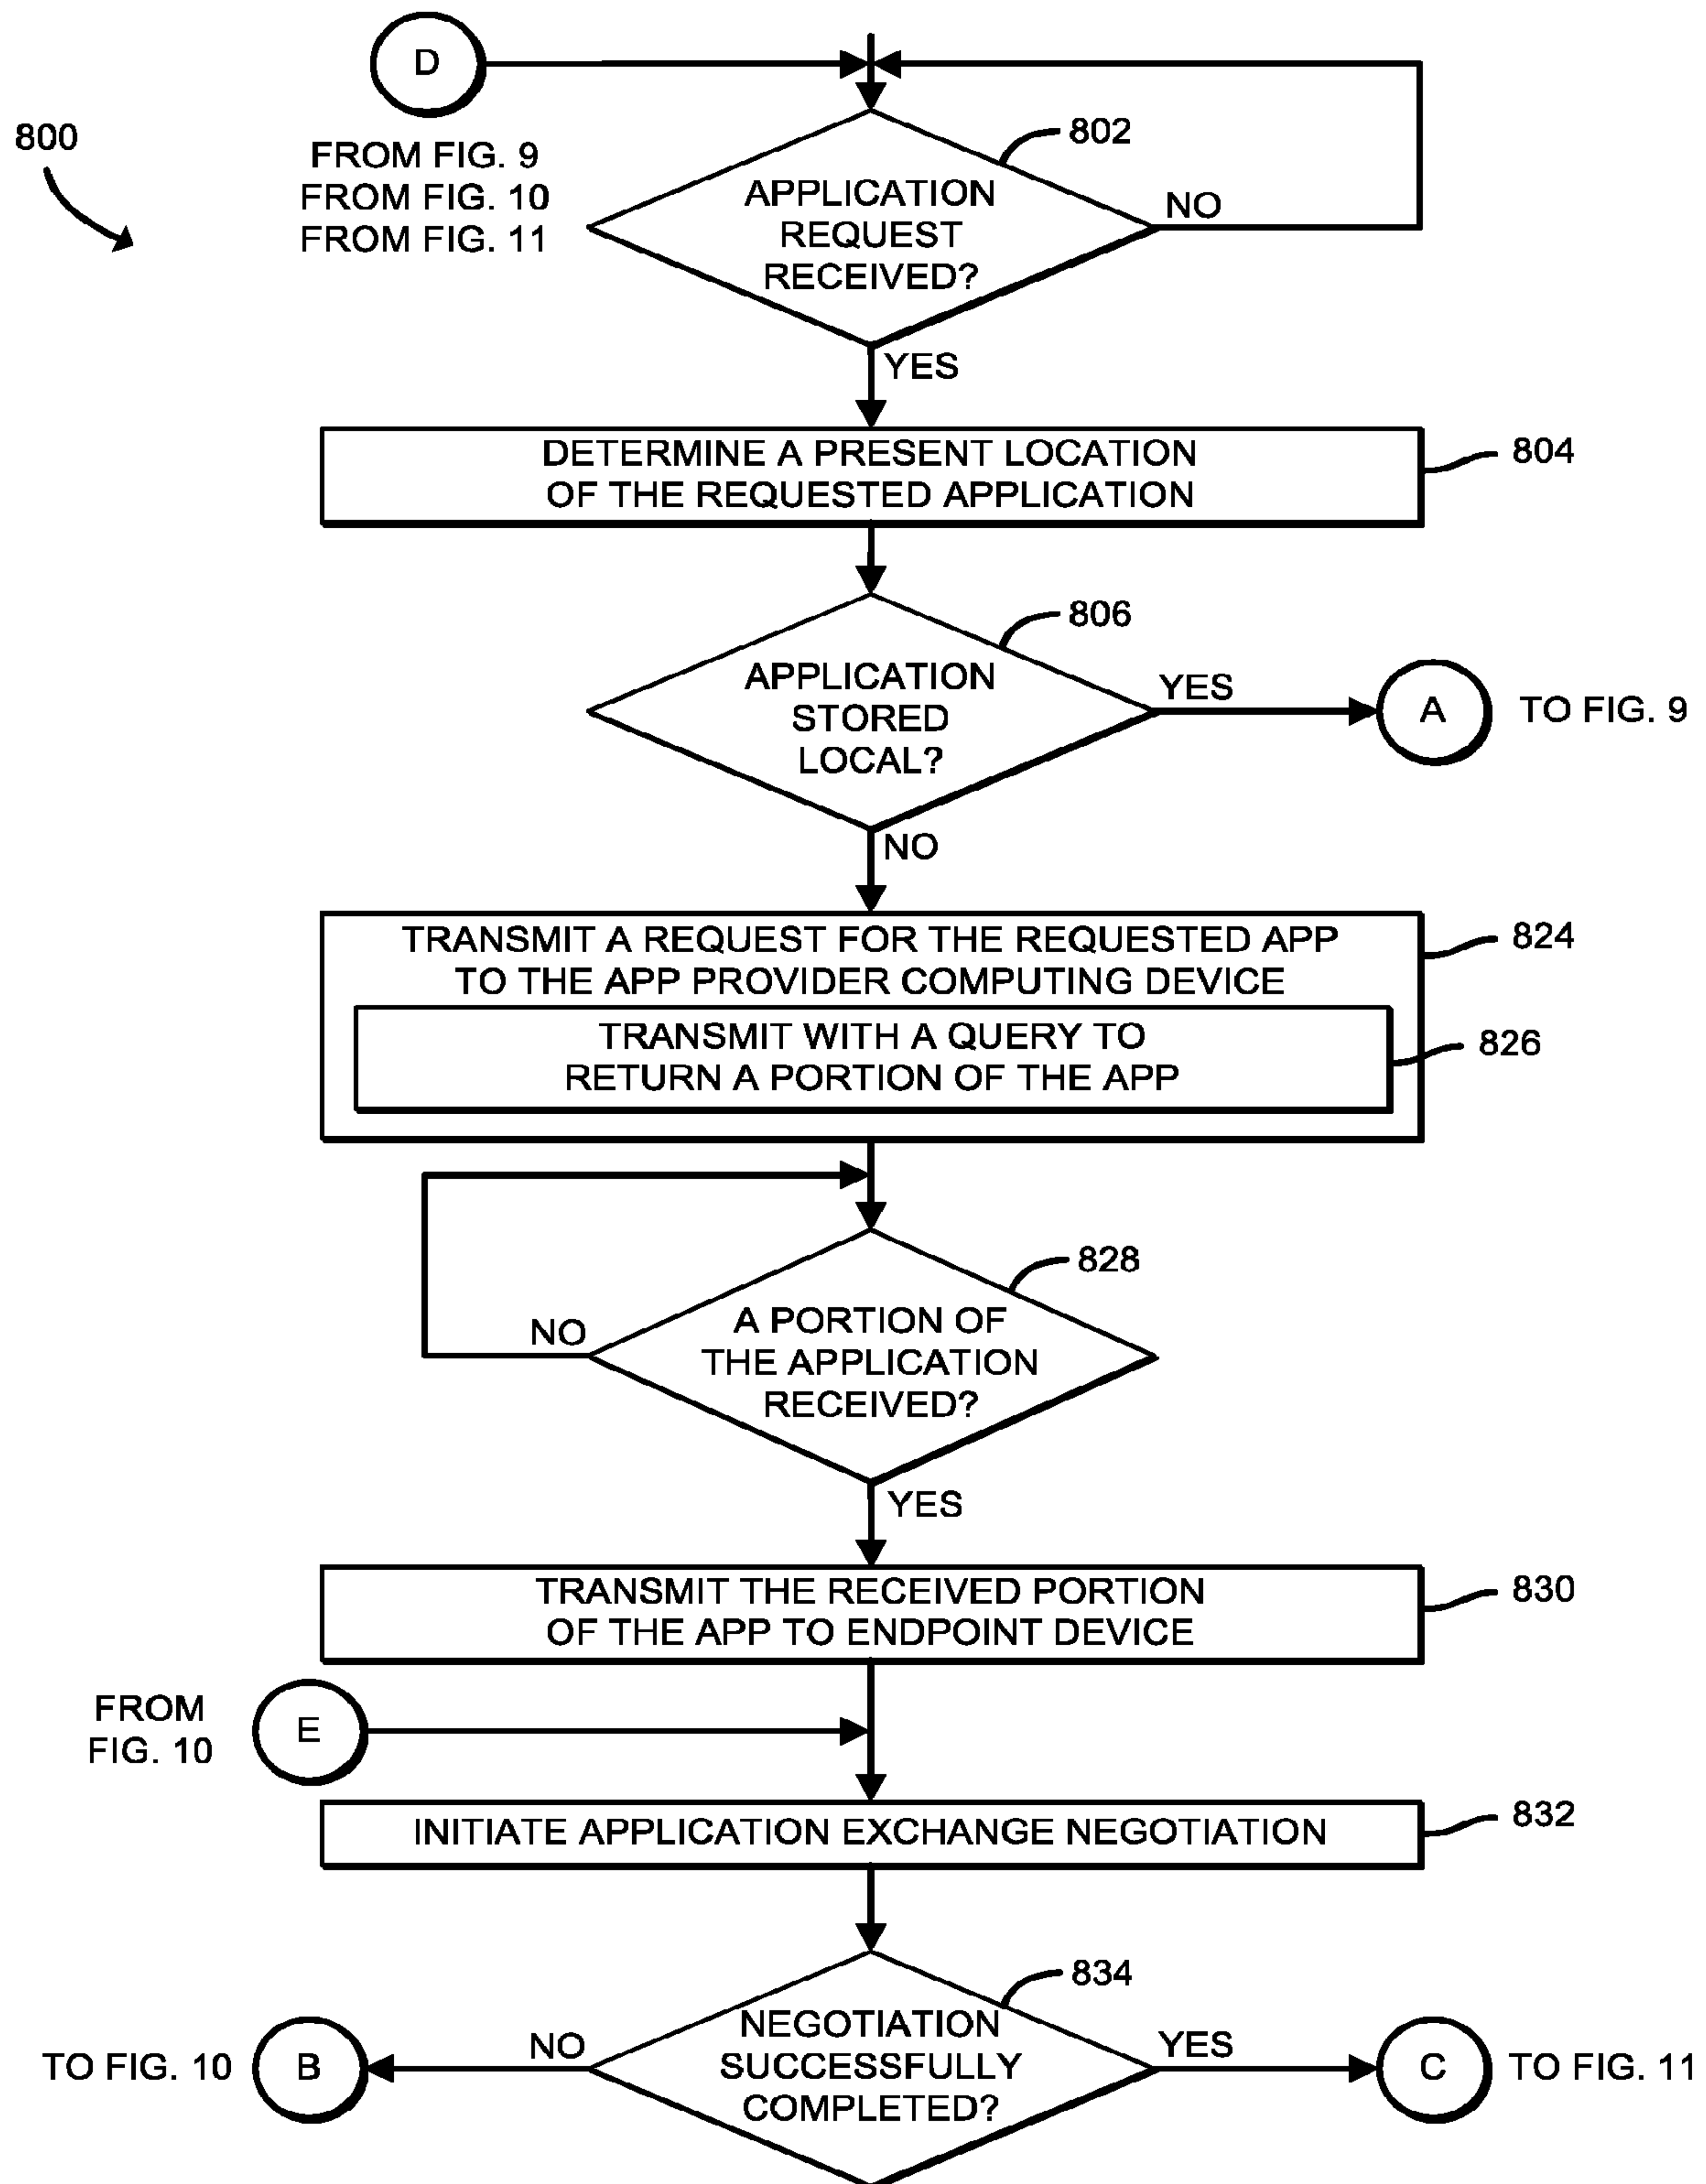 D
800
FROM FIG. 9
FROM FIG. 10
FROM FIG. 11
802
APPLICATION
REQUEST
RECEIVED?
NO
YES
DETERMINE A PRESENT LOCATION
OF THE REQUESTED APPLICATION
804
806
APPLICATION
STORED
LOCAL?
YES
A
TO FIG. 9
NO
TRANSMIT A REQUEST FOR THE REQUESTED APP
TO THE APP PROVIDER COMPUTING DEVICE
824
TRANSMIT WITH A QUERY TO
RETURN A PORTION OF THE APP
826
828
A PORTION OF
THE APPLICATION
RECEIVED?
NO
YES
TRANSMIT THE RECEIVED PORTION
OF THE APP TO ENDPOINT DEVICE
830
FROM
FIG. 10
E
INITIATE APPLICATION EXCHANGE NEGOTIATION
832
834
NEGOTIATION
SUCCESSFULLY
COMPLETED?
NO
B
TO FIG. 10
YES
C
TO FIG. 11